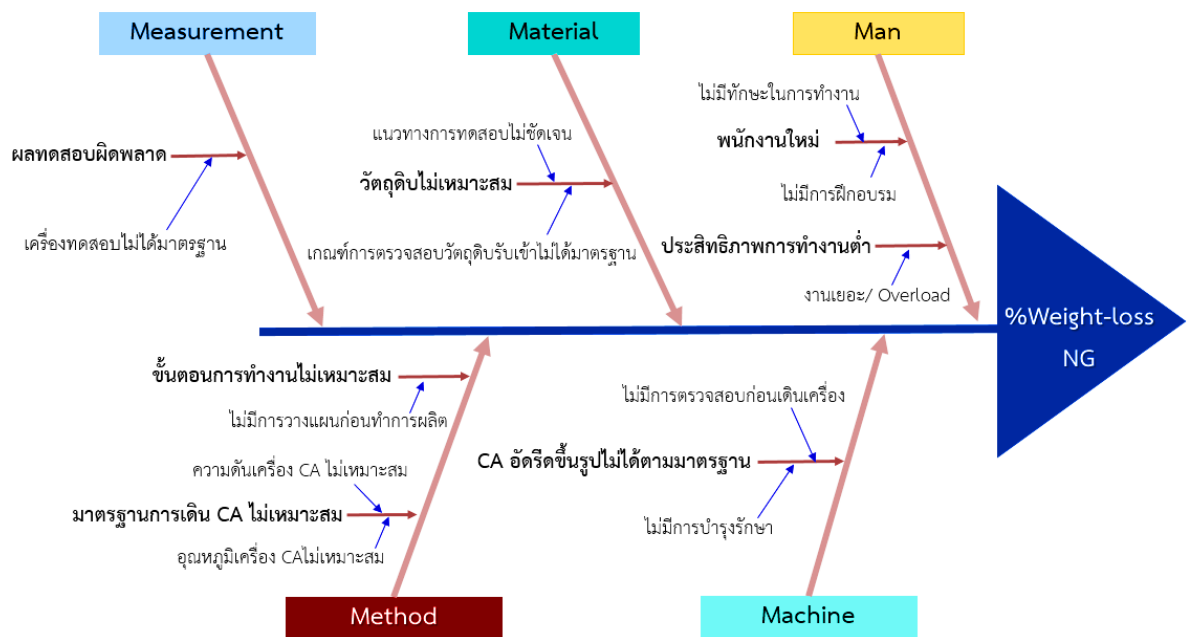 Measurement
Material
Man
ไม่มีทักษะในการทำงาน
แนวทางการทดสอบไม่ชัดเจน
พนักงานใหม่
ผลทดสอบผิดพลาด
วัตถุดิบไม่เหมาะสม
ไม่มีการฝึกอบรม
เครื่องทดสอบไม่ได้มาตรฐาน
เกณฑ์การตรวจสอบวัตถุดิบรับเข้าไม่ได้มาตรฐาน
ประสิทธิภาพการทำงานต่ำ
งานเยอะ/ Overload
%Weight-loss
NG
ขั้นตอนการทำงานไม่เหมาะสม
ไม่มีการวางแผนก่อนทำการผลิต
ไม่มีการตรวจสอบก่อนเดินเครื่อง
ความดันเครื่อง CA ไม่เหมาะสม
CA อัดรีดขึ้นรูปไม่ได้ตามมาตรฐาน
มาตรฐานการเดิน CA ไม่เหมาะสม
ไม่มีการบำรุงรักษา
อุณหภูมิเครื่อง CAไม่เหมาะสม
Method
Machine